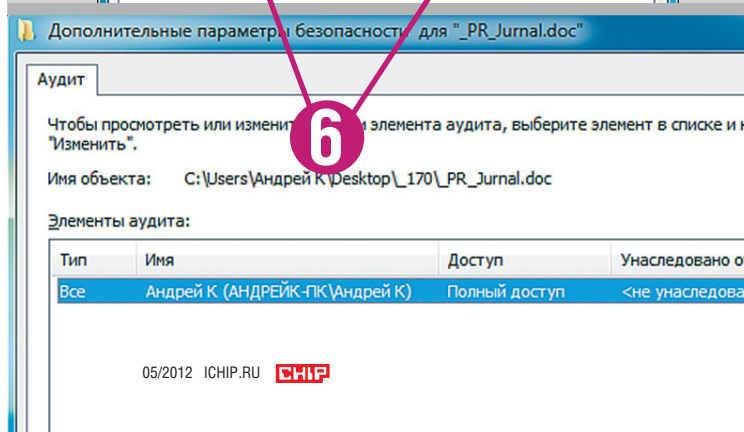 Дополнительные параметры безопасности для "_PR_Jurnal.doc"
Аудит
Чтобы просмотреть или изменит элемента аудита, выберите элемент в списке и
"Изменить".
Имя объекта: C:\Users\Андрей К\Desktop\_170\_PR_Jurnal.doc
6
Элементы аудита:
Тип Имя Доступ Унаследовано о
Все Андрей К (АНДРЕЙК-ПК\Андрей К) Полный доступ <не унаследова
05/2012 ICHIP.RU CHIP